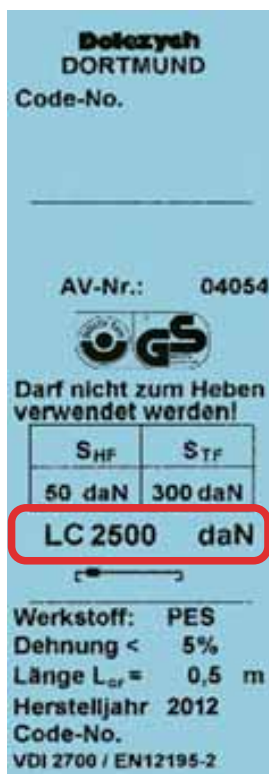 Dolezych
DORTMUND
Code-No.
AV-Nr.: 04054
GS
Darf nicht zum Heben
verwendet werden!
SHF STF
50 daN 300 daN
LC 2500 daN
Werkstoff: PES
Dehnung < 5%
Länge Lcr= 0,5 m
Herstelljahr 2012
Code-No.
VDI 2700 / EN12195-2